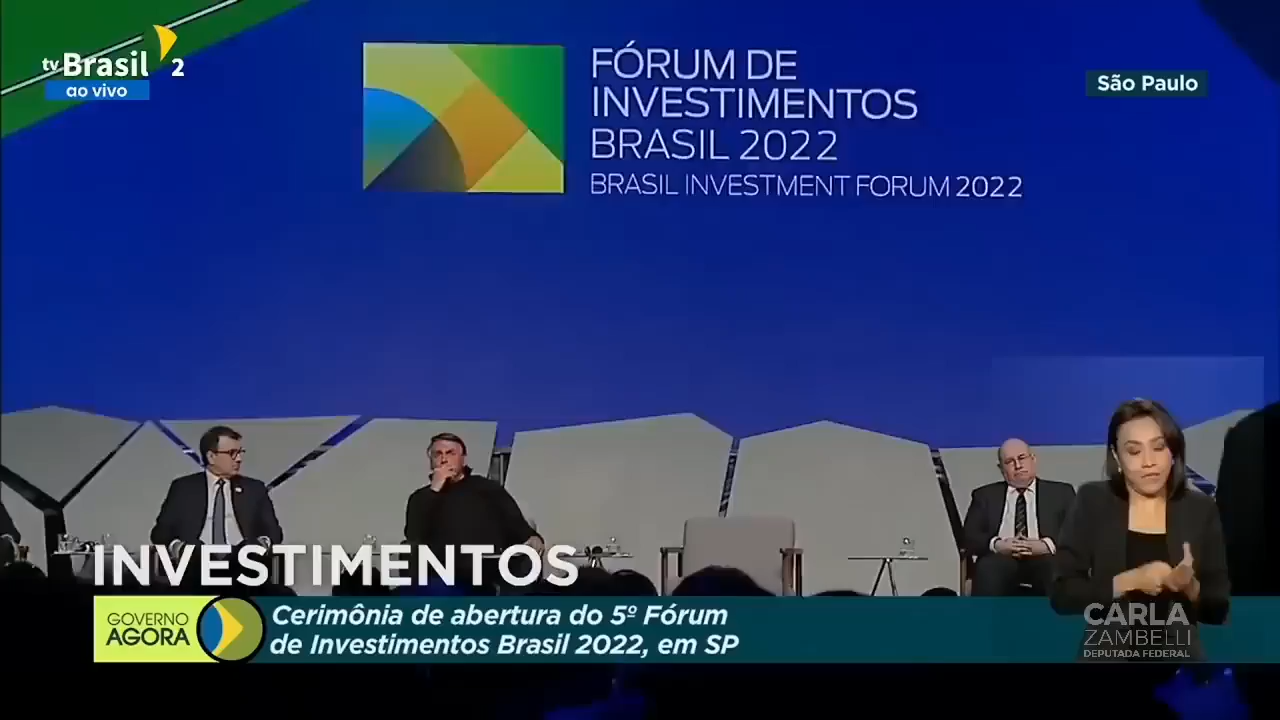 tv Brasil 2
ao vivo
FÓRUM DE
INVESTIMENTOS
BRASIL 2022
BRASIL INVESTMENT FORUM 2022
São Paulo
INVESTIMENTOS
GOVERNO
AGORA
Cerimônia de abertura do 5º Fórum
de Investimentos Brasil 2022, em SP
CARLA
ZAMBELLI
DEPUTADA FEDERAL